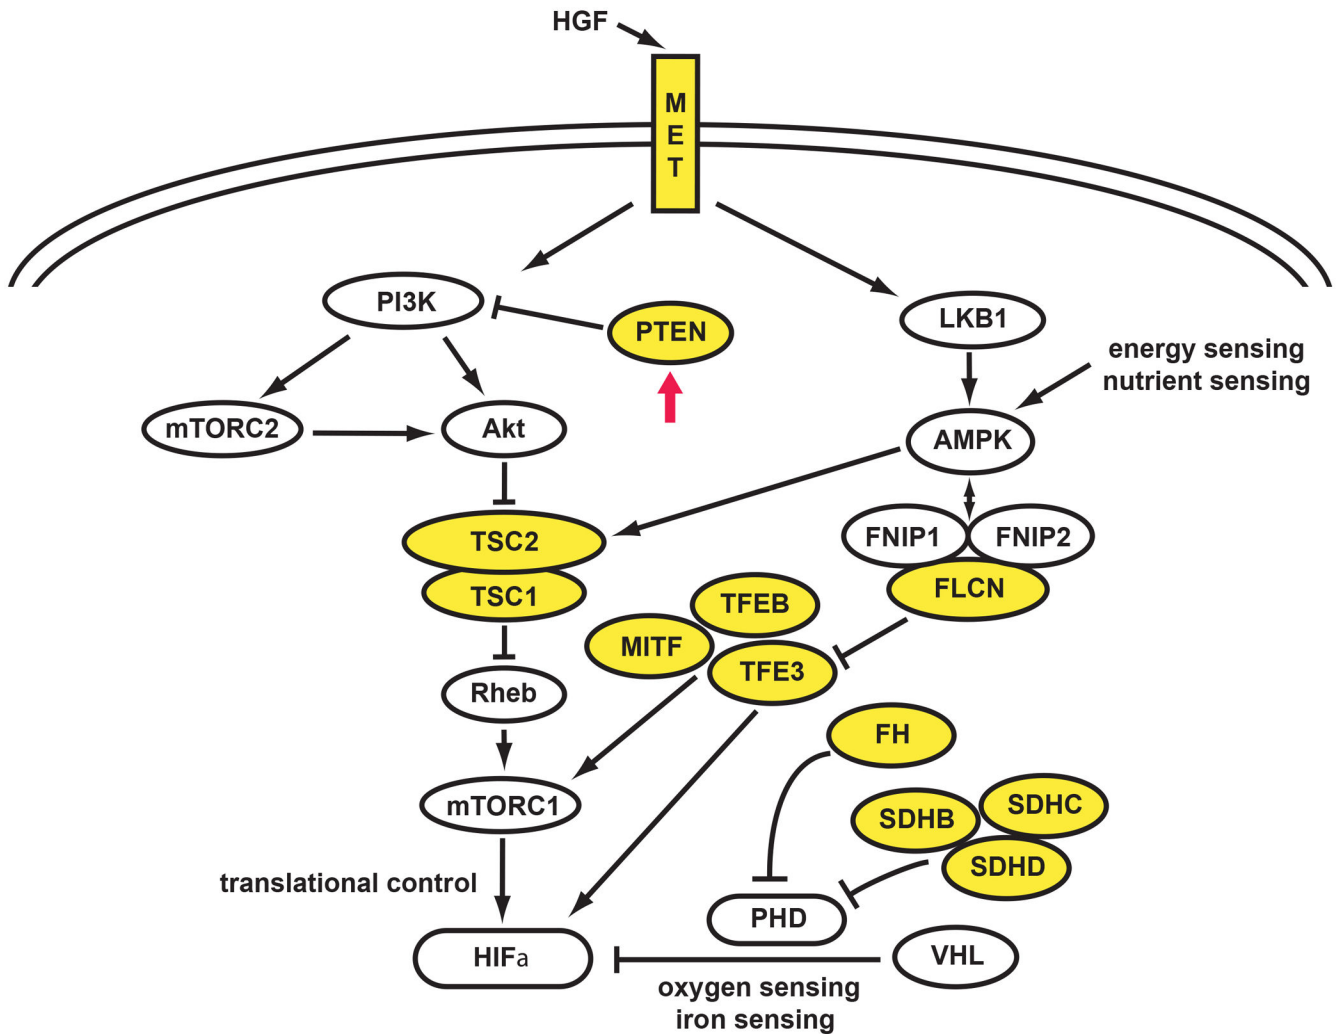 HGF
M
E
T
PI3K
PTEN
LKB1
energy sensing
nutrient sensing
mTORC2
Akt
AMPK
TSC2
FNIP1
FNIP2
TSC1
FLCN
TFEB
MITF
TFE3
Rheb
FH
mTORC1
SDHB
SDHC
SDHD
translational control
PHD
HIFa
VHL
oxygen sensing
iron sensing